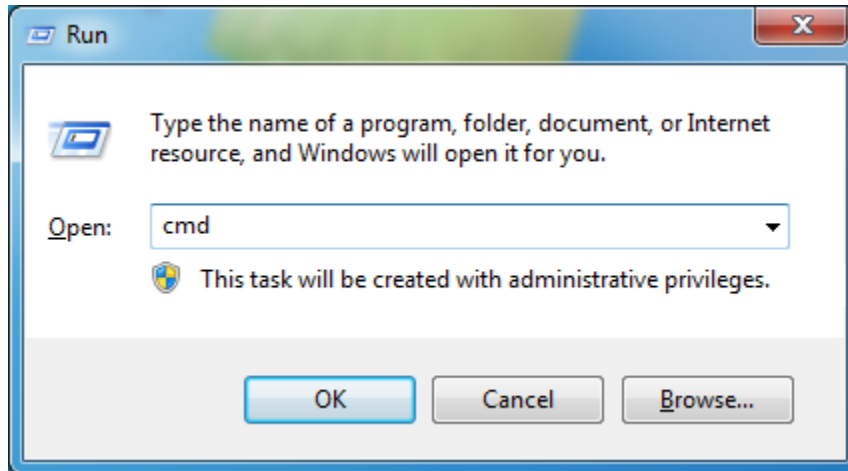 Run
Type the name of a program, folder, document, or Internet
resource, and Windows will open it for you.
Open: cmd
This task will be created with administrative privileges.
OK Cancel Browse...